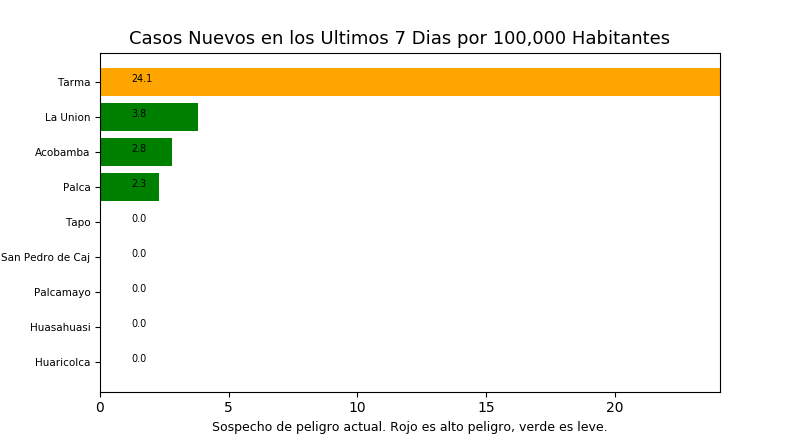 Casos Nuevos en los Ultimos 7 Dias por 100,000 Habitantes
Tarma 24.1
La Union 3.8
Acobamba 2.8
Palca 2.3
Tapo 0.0
San Pedro de Caj 0.0
Palcamayo 0.0
Huasahuasi 0.0
Huaricolca 0.0
0 5 10 15 20
Sospecho de peligro actual. Rojo es alto peligro, verde es leve.